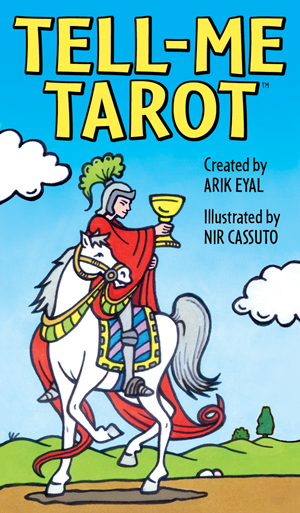 TELL-ME
TAROT™
Created by
ARIK EYAL
Illustrated by
NIR CASSUTO